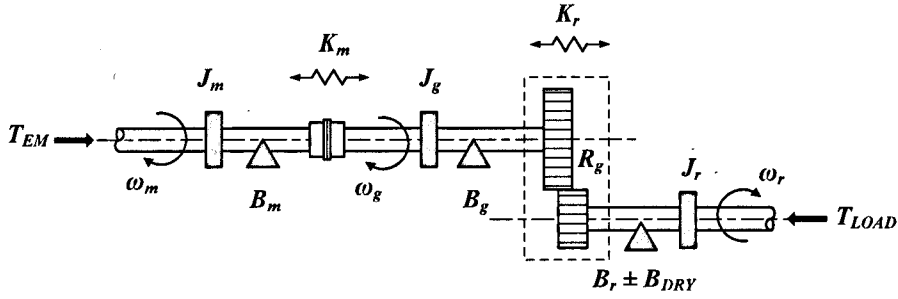 K_r
K_m
J_m
J_g
T_EM
R_g
J_r
ω_r
ω_m
B_m
ω_g
B_g
T_LOAD
B_r ± B_DRY